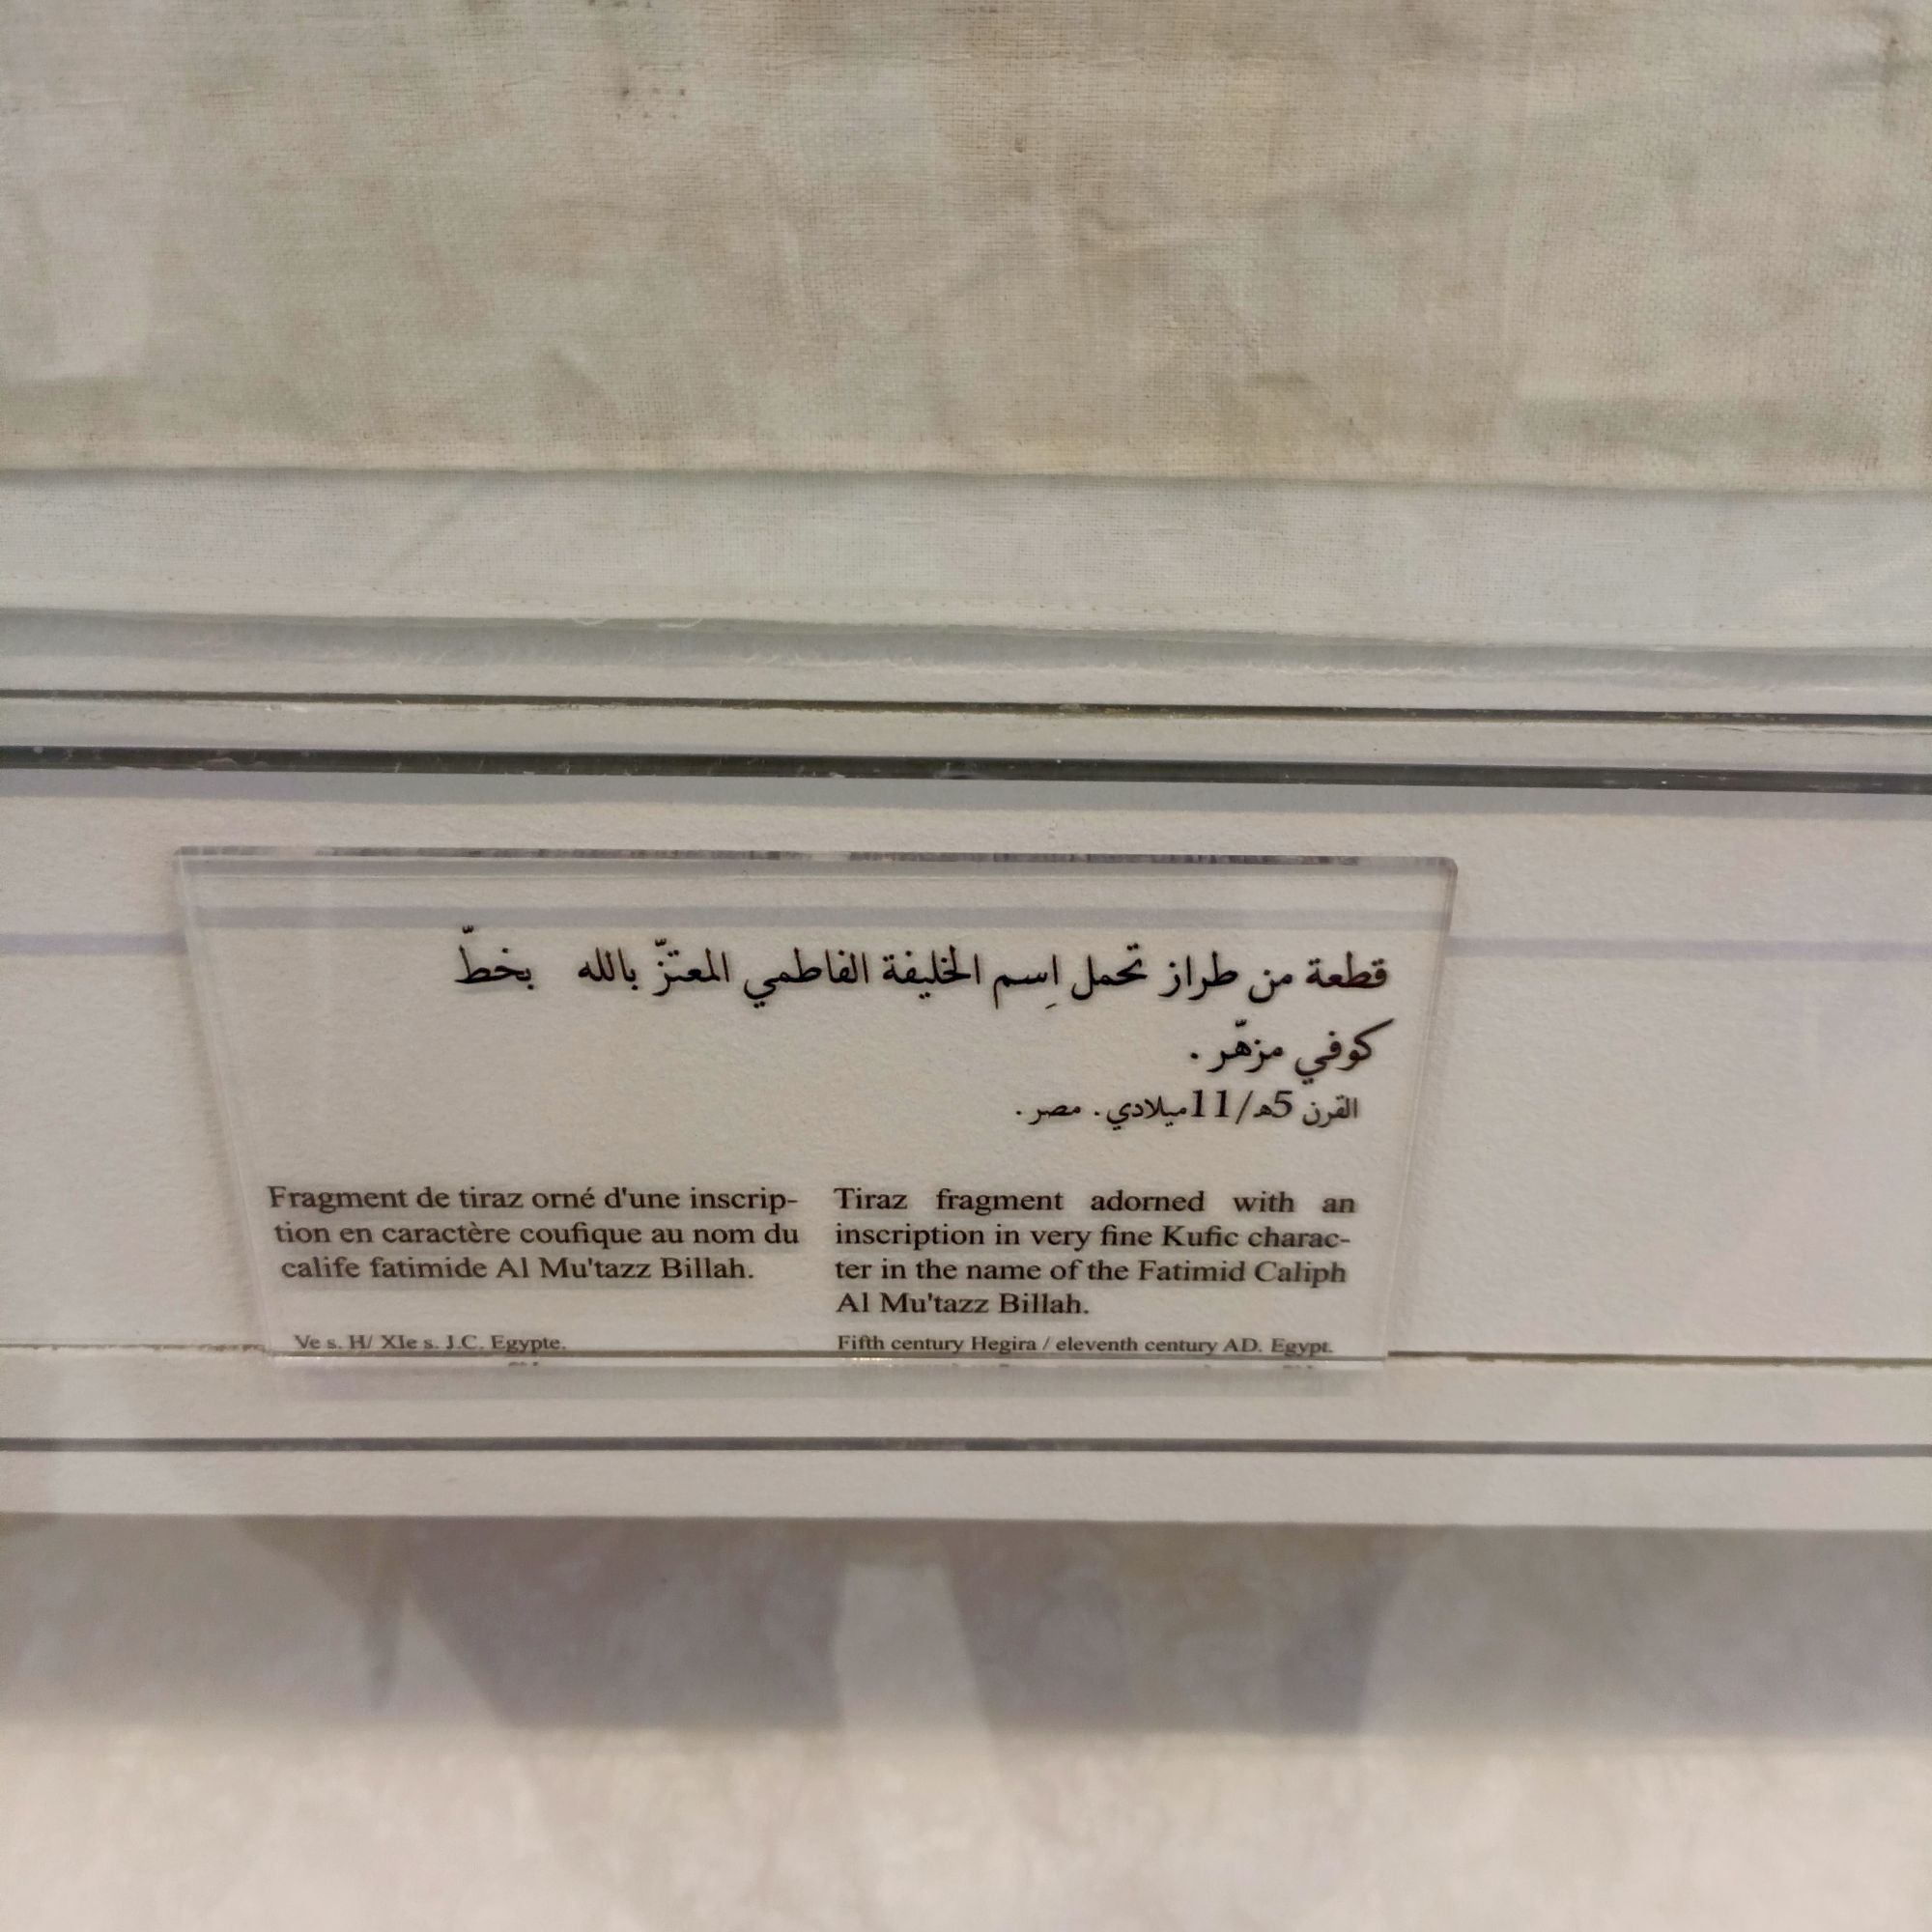 قطعة من طراز تحمل اِسم الخليفة الفاطمي المعتزّ بالله بخطّ
كوفي مزهّر .
القرن 5هـ/11ميلادي . مصر .
Fragment de tiraz orné d'une inscrip-
tion en caractère coufique au nom du
calife fatimide Al Mu'tazz Billah.
Ve s. H/ XIe s. J.C. Egypte.
Tiraz fragment adorned with an
inscription in very fine Kufic charac-
ter in the name of the Fatimid Caliph
Al Mu'tazz Billah.
Fifth century Hegira / eleventh century AD. Egypt.